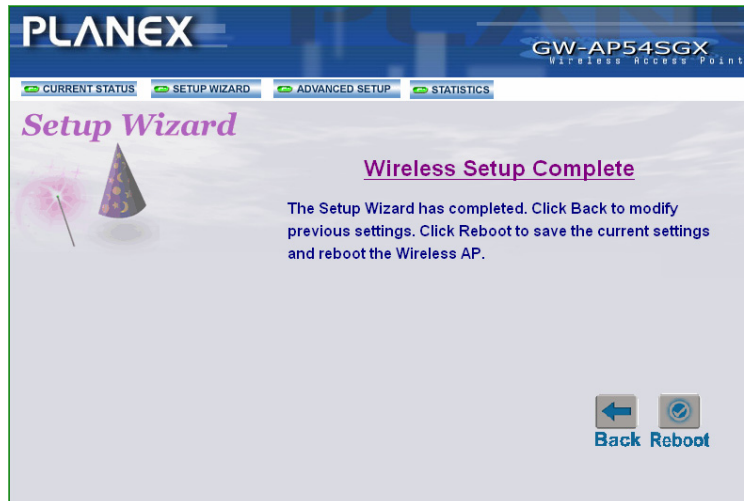 PLANEX
GW-AP54SGX
Wireless Access Point
CURRENT STATUS SETUP WIZARD ADVANCED SETUP STATISTICS
Setup Wizard
Wireless Setup Complete
The Setup Wizard has completed. Click Back to modify
previous settings. Click Reboot to save the current settings
and reboot the Wireless AP.
Back Reboot